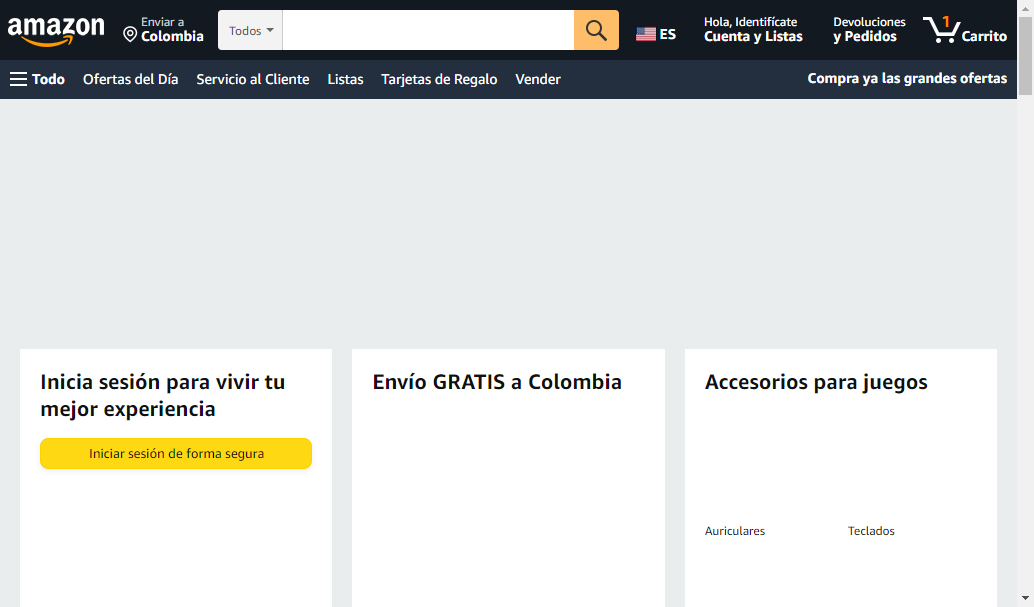 amazon
Enviar a
Colombia
Todos
ES
Hola, Identifícate
Cuenta y Listas
Devoluciones
y Pedidos
1
Carrito
Todo
Ofertas del Día
Servicio al Cliente
Listas
Tarjetas de Regalo
Vender
Compra ya las grandes ofertas
Inicia sesión para vivir tu
mejor experiencia
Iniciar sesión de forma segura
Envío GRATIS a Colombia
Accesorios para juegos
Auriculares
Teclados